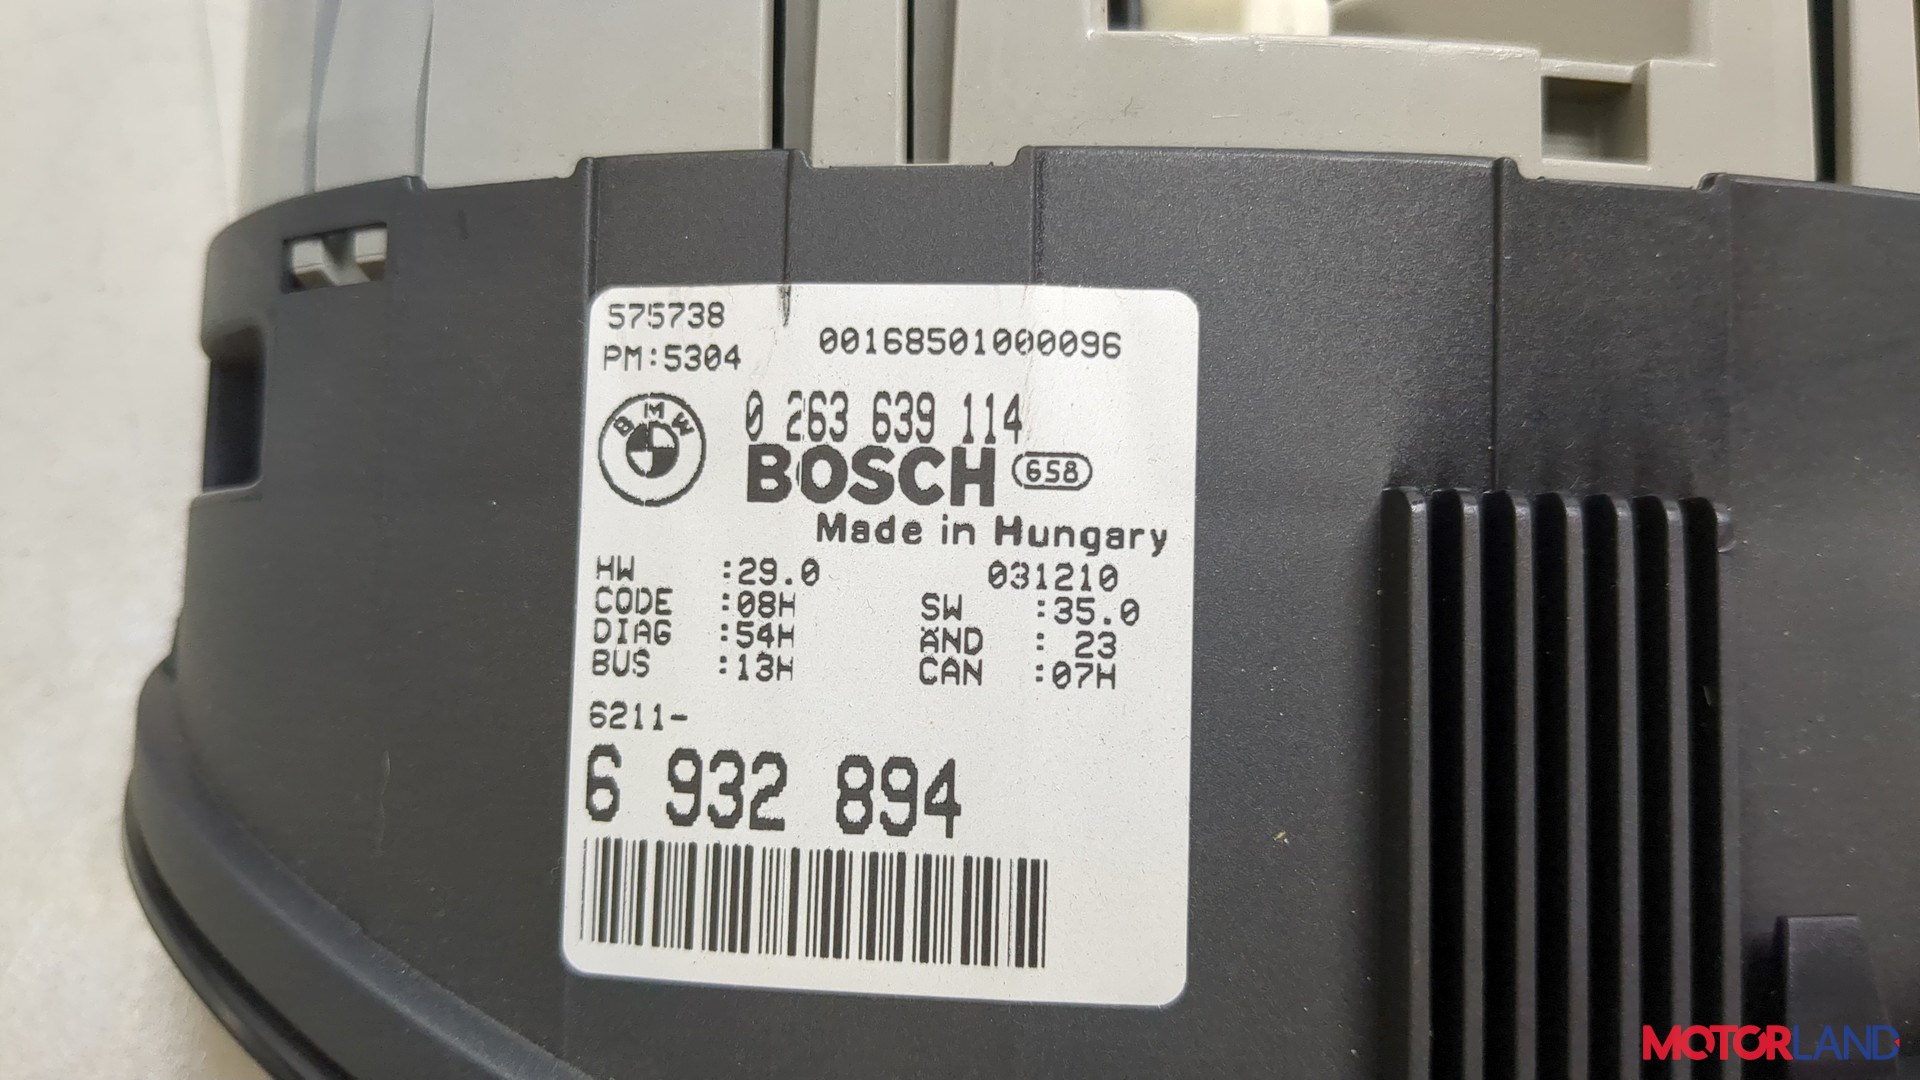 575738
PM:5304
00168501000096
BMW
0 263 639 114
BOSCH 658
Made in Hungary
HW :29.0 031210
CODE :08H SW :35.0
DIAG :54H ÄND : 23
BUS :13H CAN :07H
6211-
6 932 894
MOTORLAND